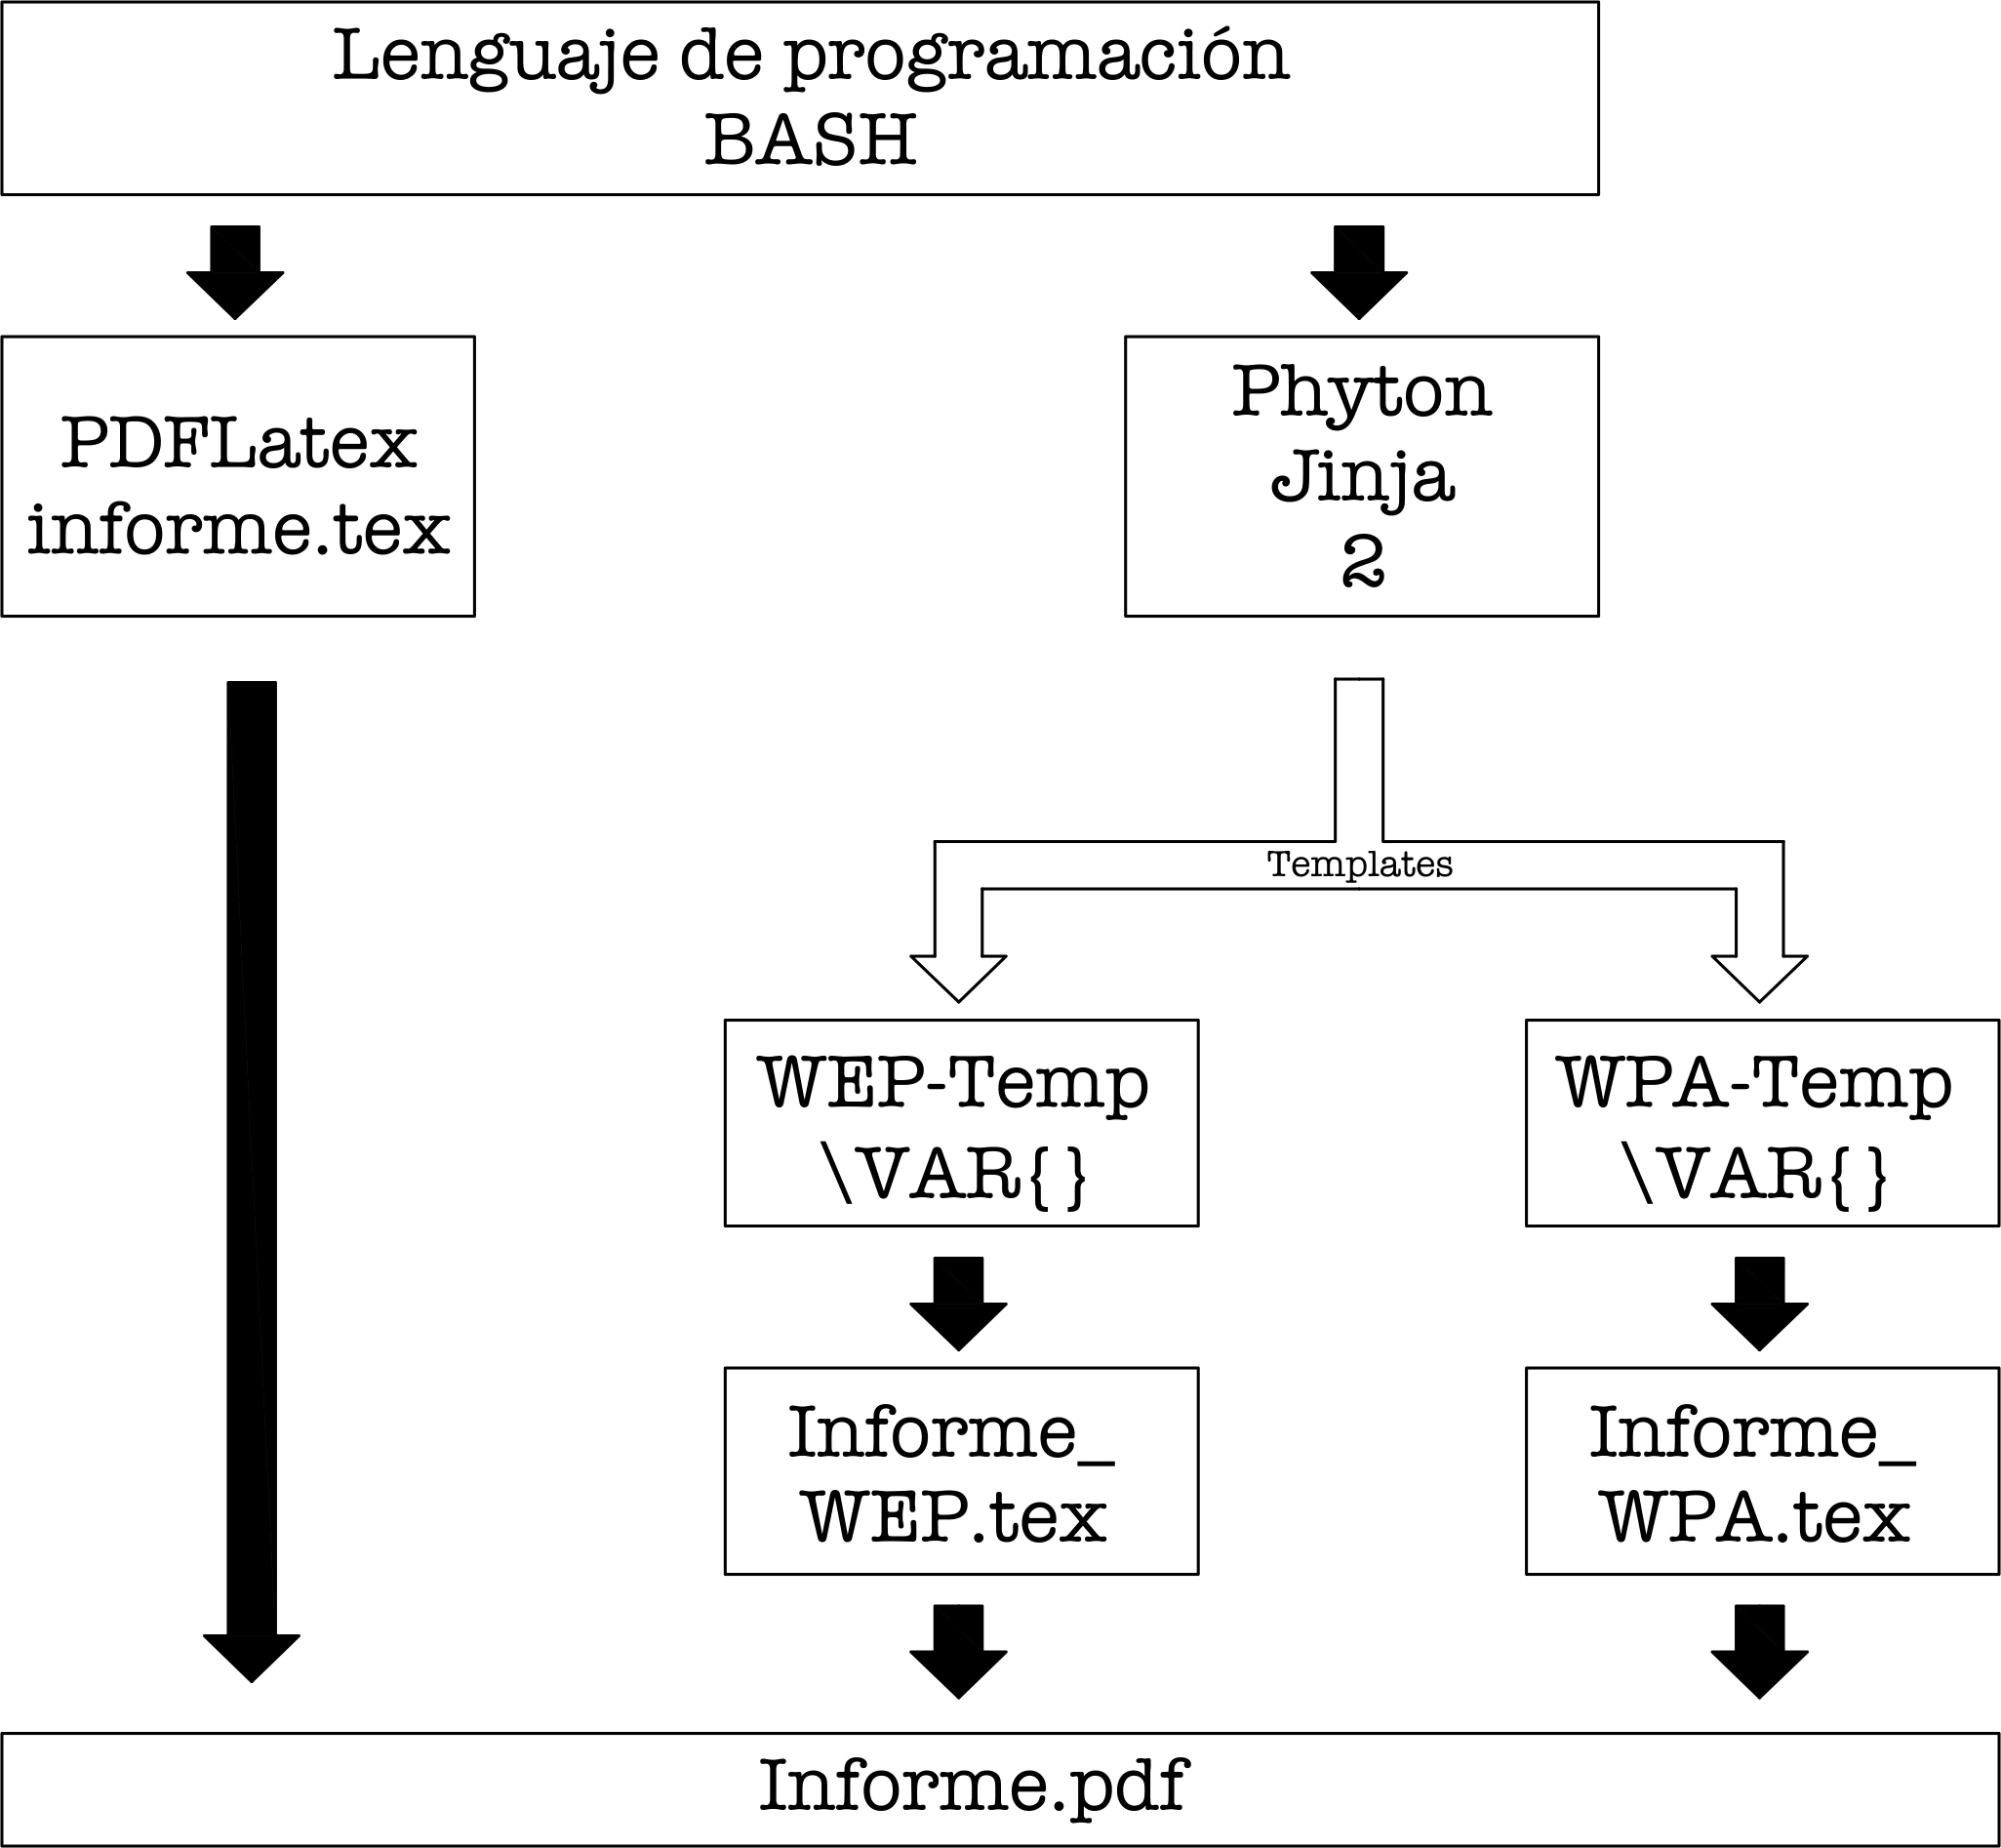 Lenguaje de programación
BASH
PDFLatex
informe.tex
Phyton
Jinja
2
Templates
WEP-Temp
\VAR{}
WPA-Temp
\VAR{}
Informe_
WEP.tex
Informe_
WPA.tex
Informe.pdf